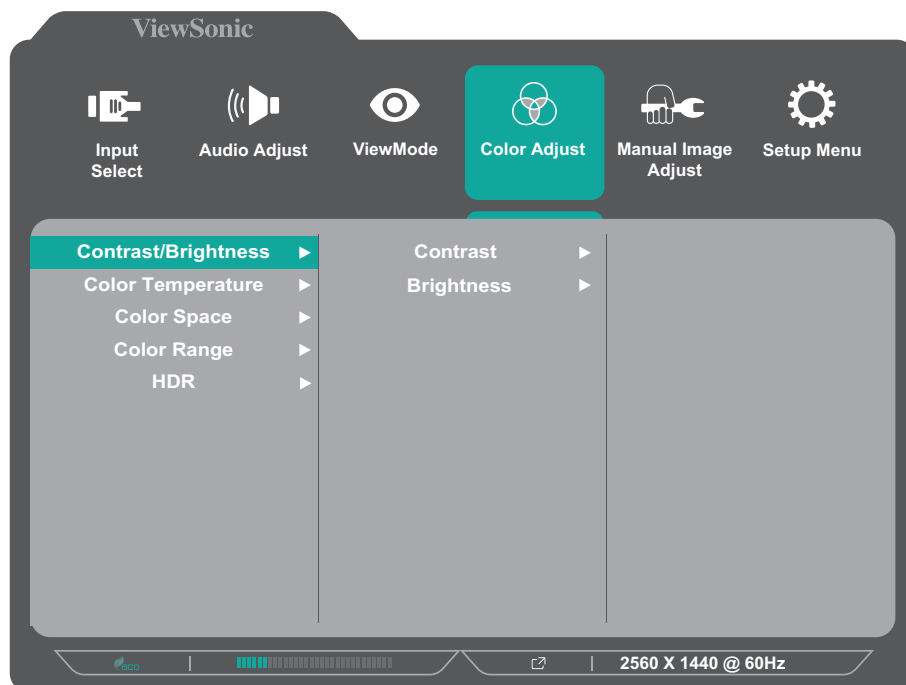 ViewSonic
Input
Select
Audio Adjust
ViewMode
Color Adjust
Manual Image
Adjust
Setup Menu
Contrast/Brightness
Color Temperature
Color Space
Color Range
HDR
Contrast
Brightness
eco
2560 X 1440 @ 60Hz